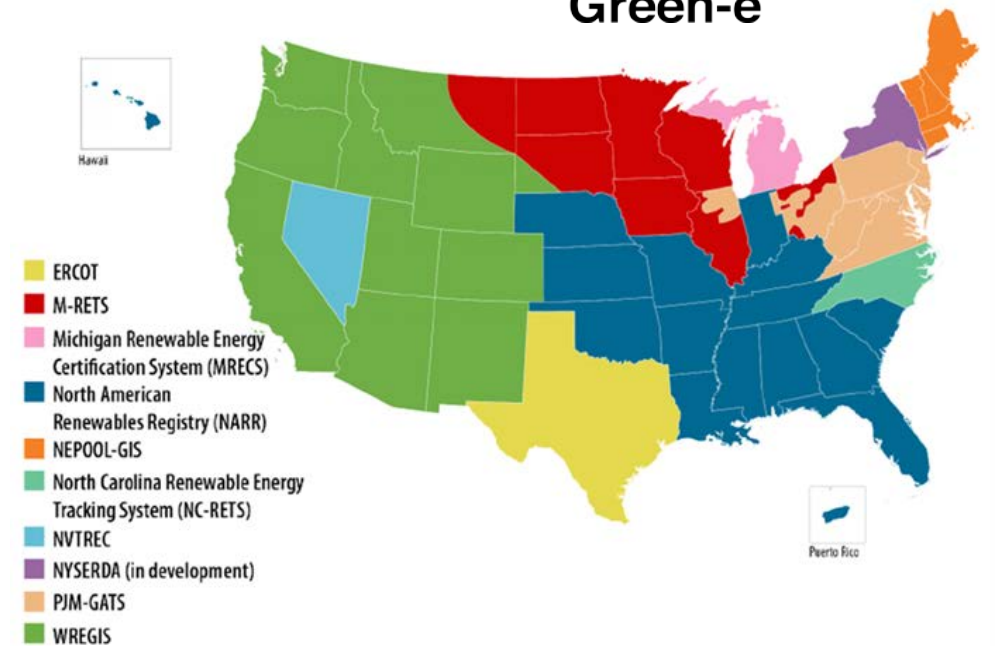 Green-e
Hawaii
ERCOT
M-RETS
Michigan Renewable Energy
Certification System (MRECS)
North American
Renewables Registry (NARR)
NEPOOL-GIS
North Carolina Renewable Energy
Tracking System (NC-RETS)
NVTREC
NYSERDA (in development)
PJM-GATS
WREGIS
Puerto Rico